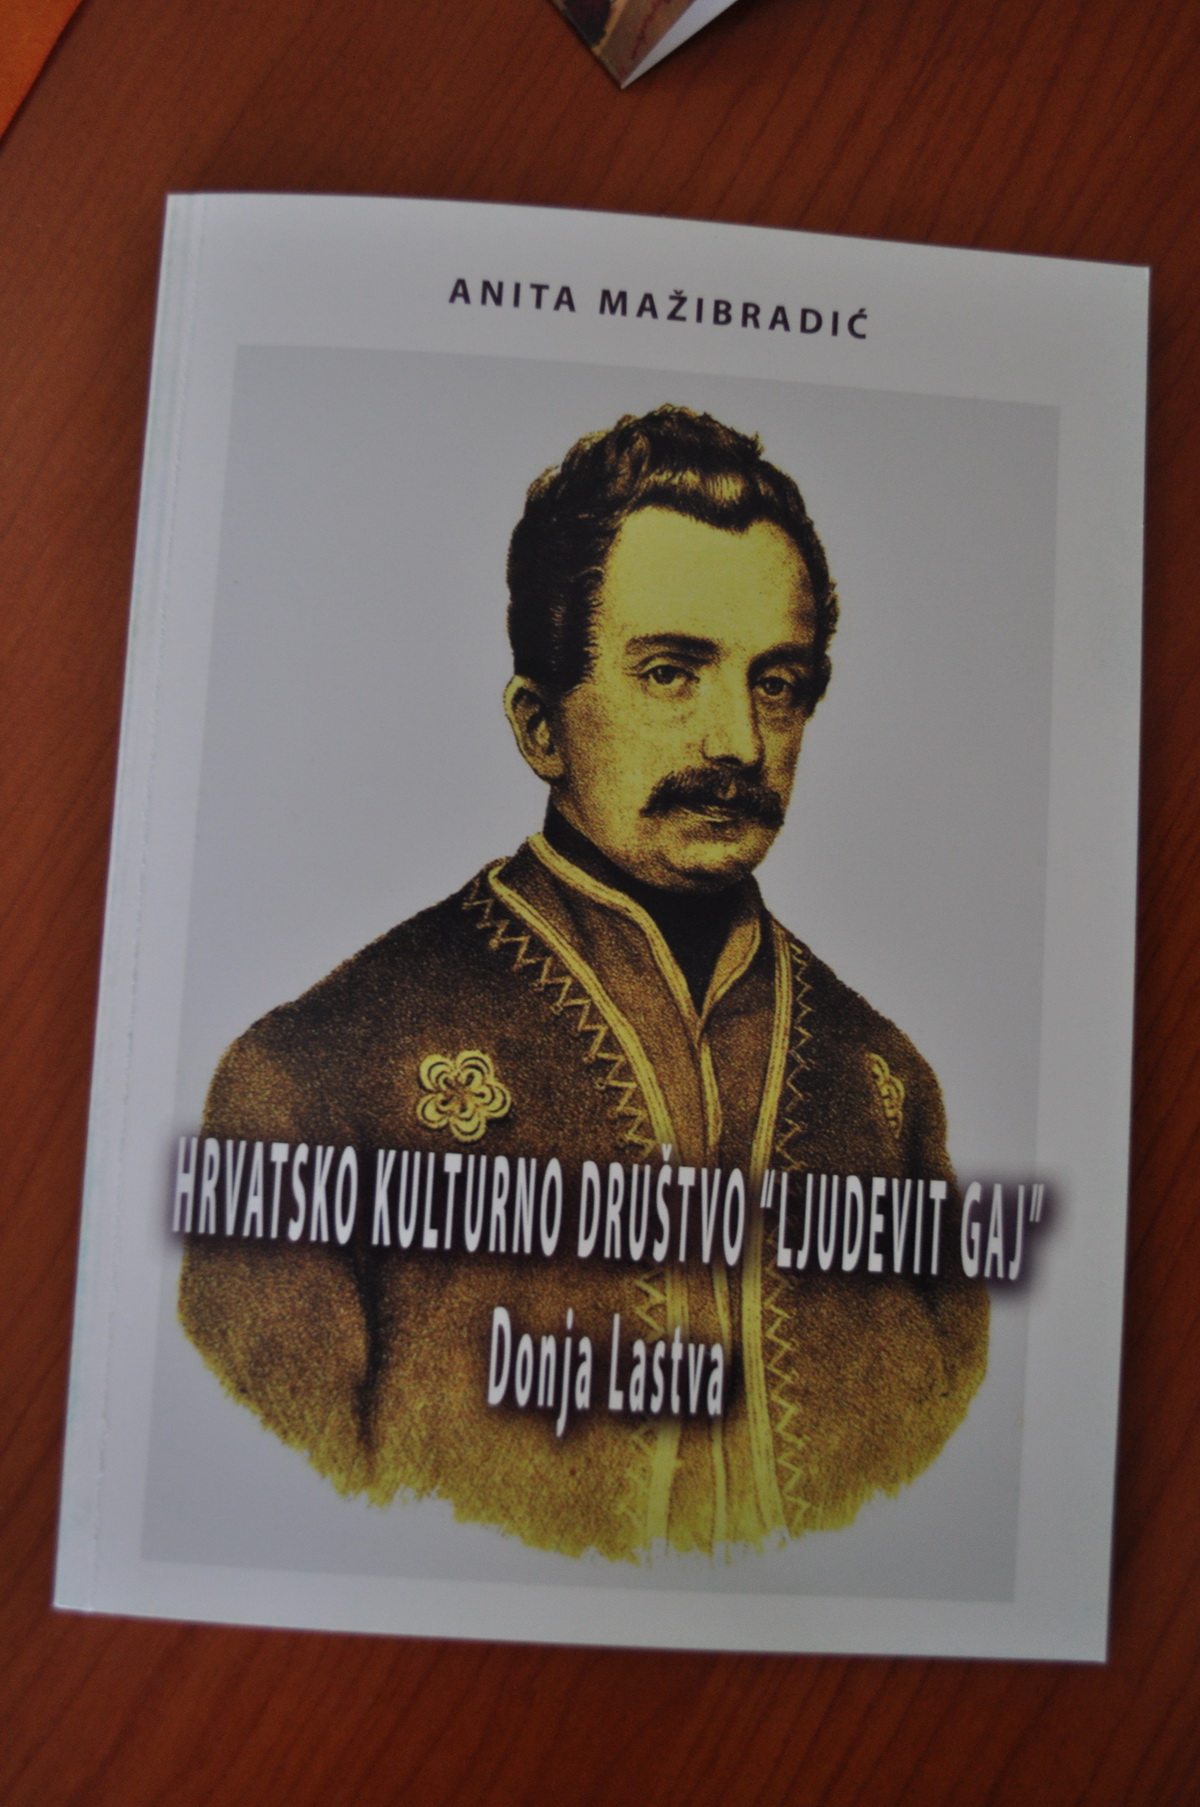 ANITA MAŽIBRADIĆ
HRVATSKO KULTURNO DRUŠTVO “LJUDEVIT GAJ”
Donja Lastva